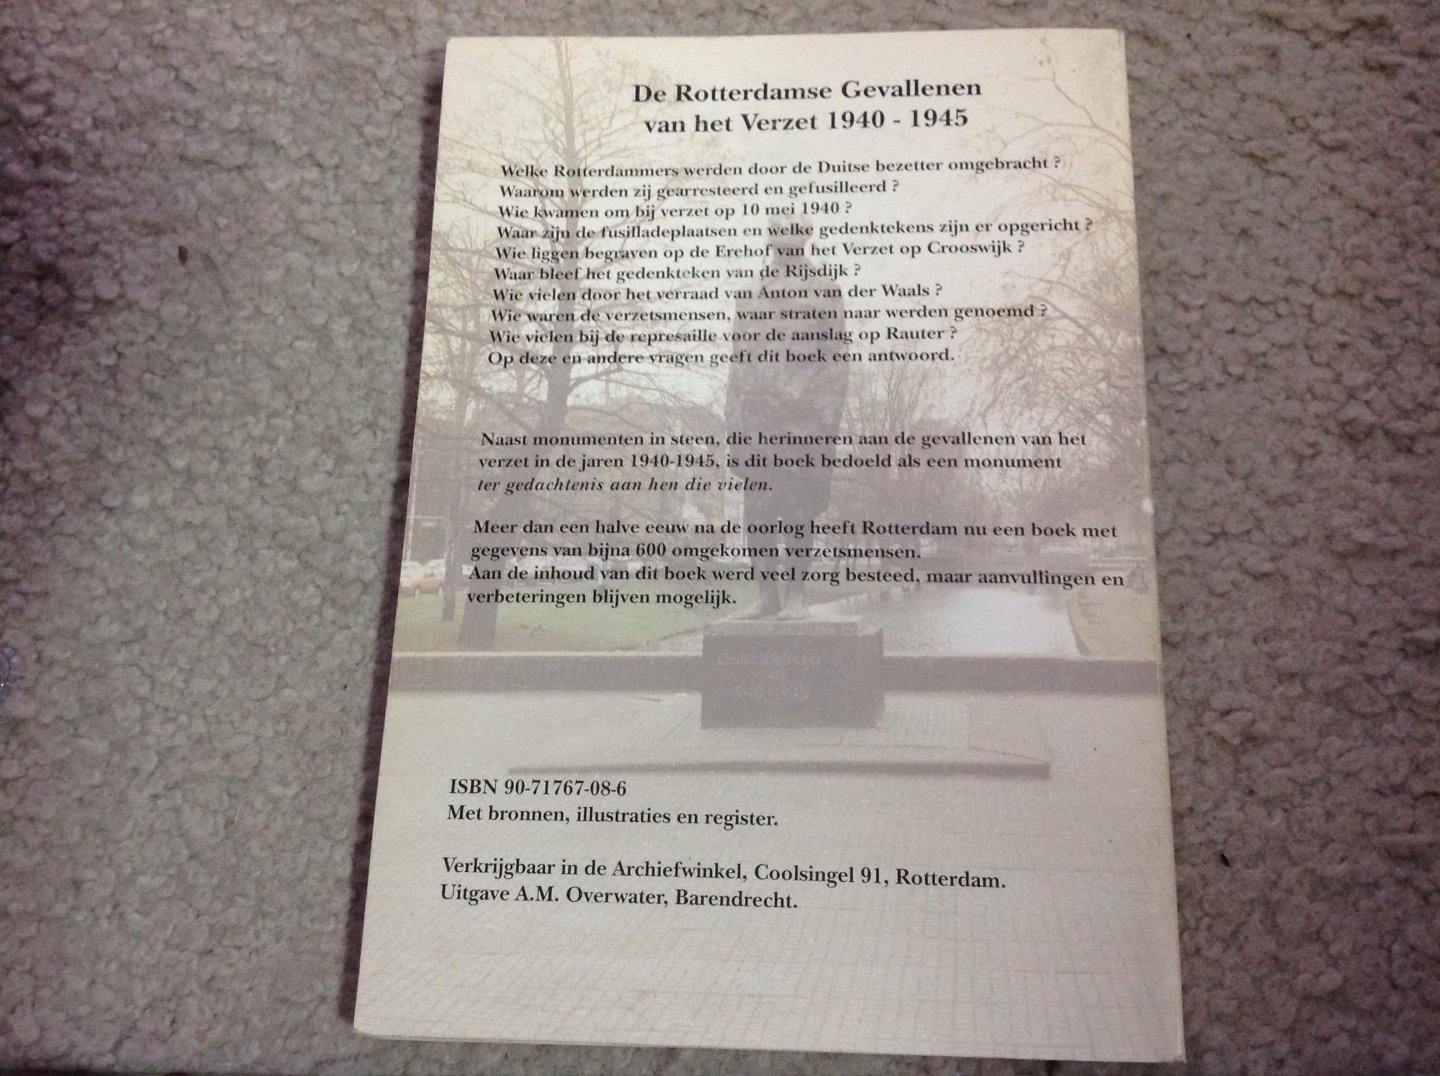 De Rotterdamse Gevallenen
van het Verzet 1940 - 1945
Welke Rotterdammers werden door de Duitse bezetter omgebracht ?
Waarom werden zij gearresteerd en gefusilleerd ?
Wie kwamen om bij verzet op 10 mei 1940 ?
Waar zijn de fusilladeplaatsen en welke gedenktekens zijn er opgericht ?
Wie liggen begraven op de Erehof van het Verzet op Crooswijk ?
Waar bleef het gedenkteken van de Rijsdijk ?
Wie vielen door het verraad van Anton van der Waals ?
Wie waren de verzetsmensen, waar straten naar werden genoemd ?
Wie vielen bij de represaille voor de aanslag op Rauter ?
Op deze en andere vragen geeft dit boek een antwoord.
Naast monumenten in steen, die herinneren aan de gevallenen van het
verzet in de jaren 1940-1945, is dit boek bedoeld als een monument
ter gedachtenis aan hen die vielen.
Meer dan een halve eeuw na de oorlog heeft Rotterdam nu een boek met
gegevens van bijna 600 omgekomen verzetsmensen.
Aan de inhoud van dit boek werd veel zorg besteed, maar aanvullingen en
verbeteringen blijven mogelijk.
ISBN 90-71767-08-6
Met bronnen, illustraties en register.
Verkrijgbaar in de Archiefwinkel, Coolsingel 91, Rotterdam.
Uitgave A.M. Overwater, Barendrecht.